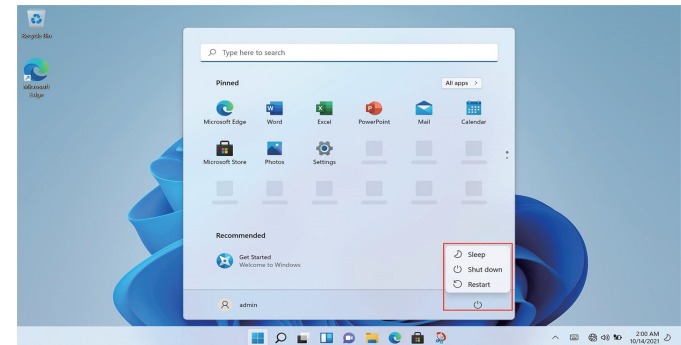 Recycle Bin
Microsoft
Edge
Type here to search
Pinned
All apps >
Microsoft Edge Word Excel PowerPoint Mail Calendar
Microsoft Store Photos Settings
Recommended
Get Started
Welcome to Windows
Sleep
Shut down
Restart
admin
2:00 AM
10/14/2021